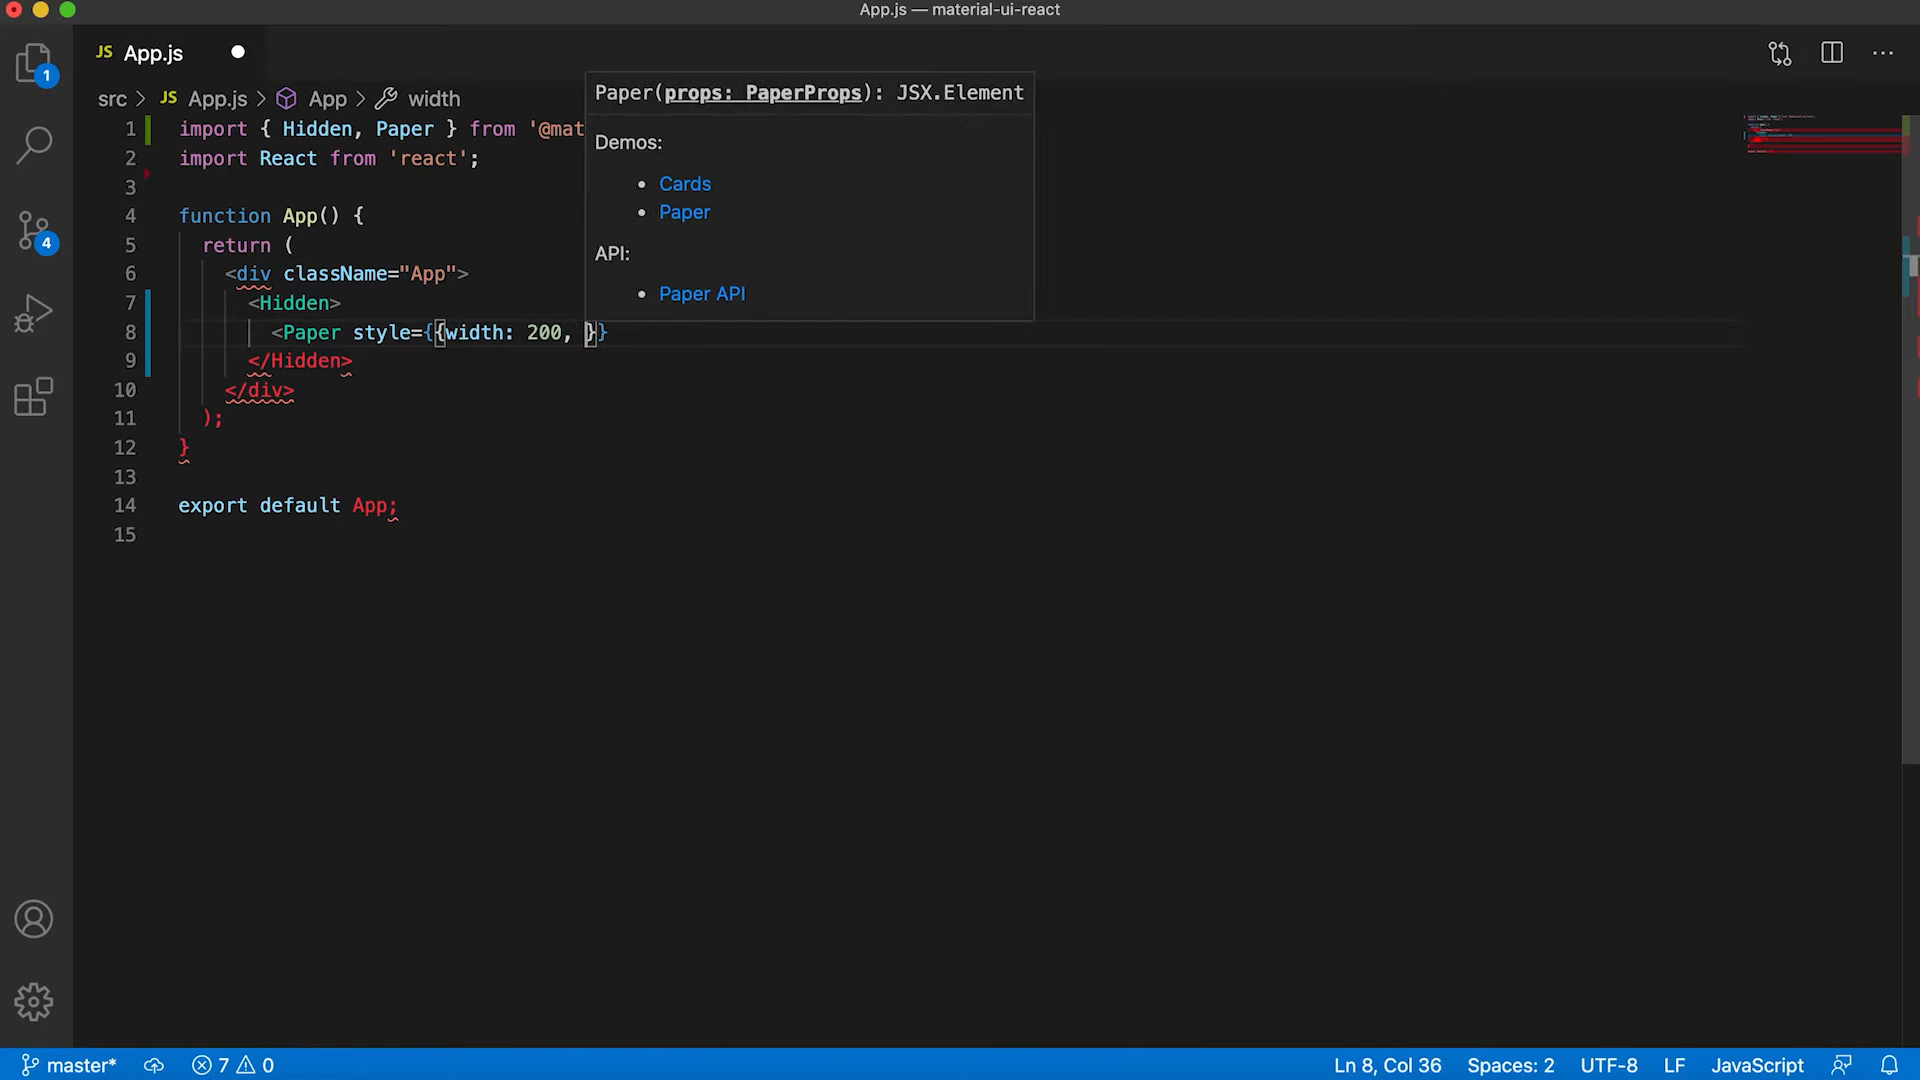 App.js — material-ui-react
JS App.js
1
src > JS App.js > App > width
Paper(props: PaperProps): JSX.Element
Demos:
• Cards
• Paper
API:
• Paper API
1 import { Hidden, Paper } from '@mat
2 import React from 'react';
3
4 function App() {
5 return (
6 <div className="App">
7 <Hidden>
8 <Paper style={{width: 200, }}
9 </Hidden>
10 </div>
11 );
12 }
13
14 export default App;
15
4
master* 7 0 Ln 8, Col 36 Spaces: 2 UTF-8 LF JavaScript